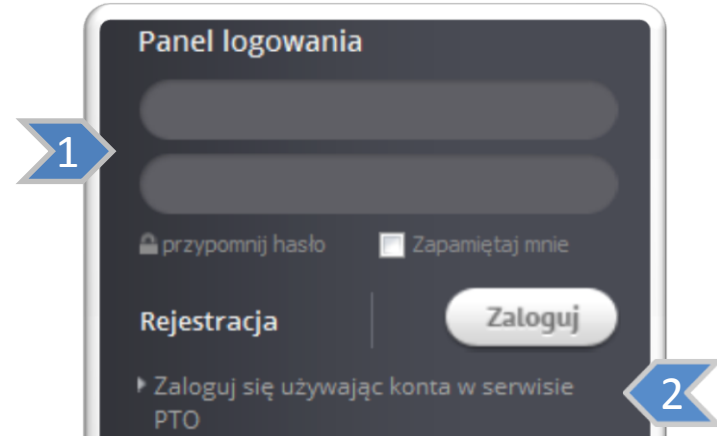 Panel logowania
1
przypomnij hasło Zapamiętaj mnie
Rejestracja Zaloguj
Zaloguj się używając konta w serwisie
PTO
2